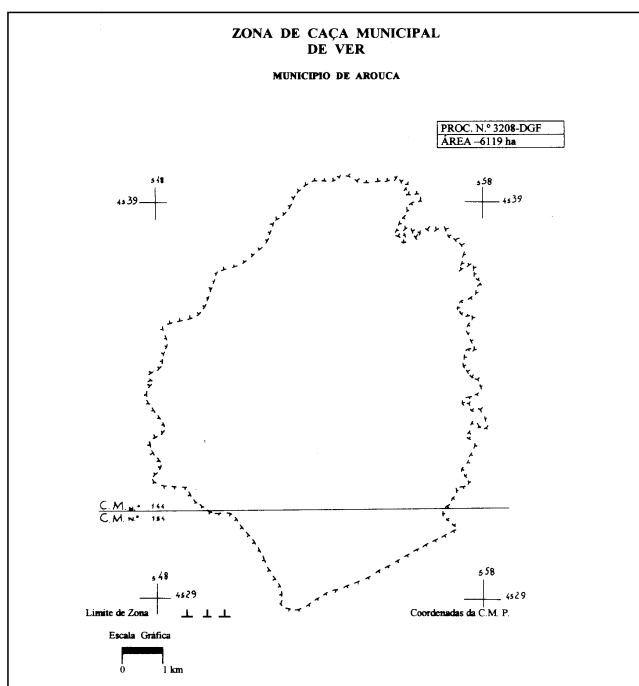 ZONA DE CAÇA MUNICIPAL
DE VER
MUNICIPIO DE AROUCA
PROC. N.º 3208-DGF
ÁREA –6119 ha
548
4539
558
4539
C.M. N.º 144
C.M. N.º 154
548
4529
558
4529
Limite de Zona
Coordenadas da C. M. P.
Escala Gráfica
0 1 km